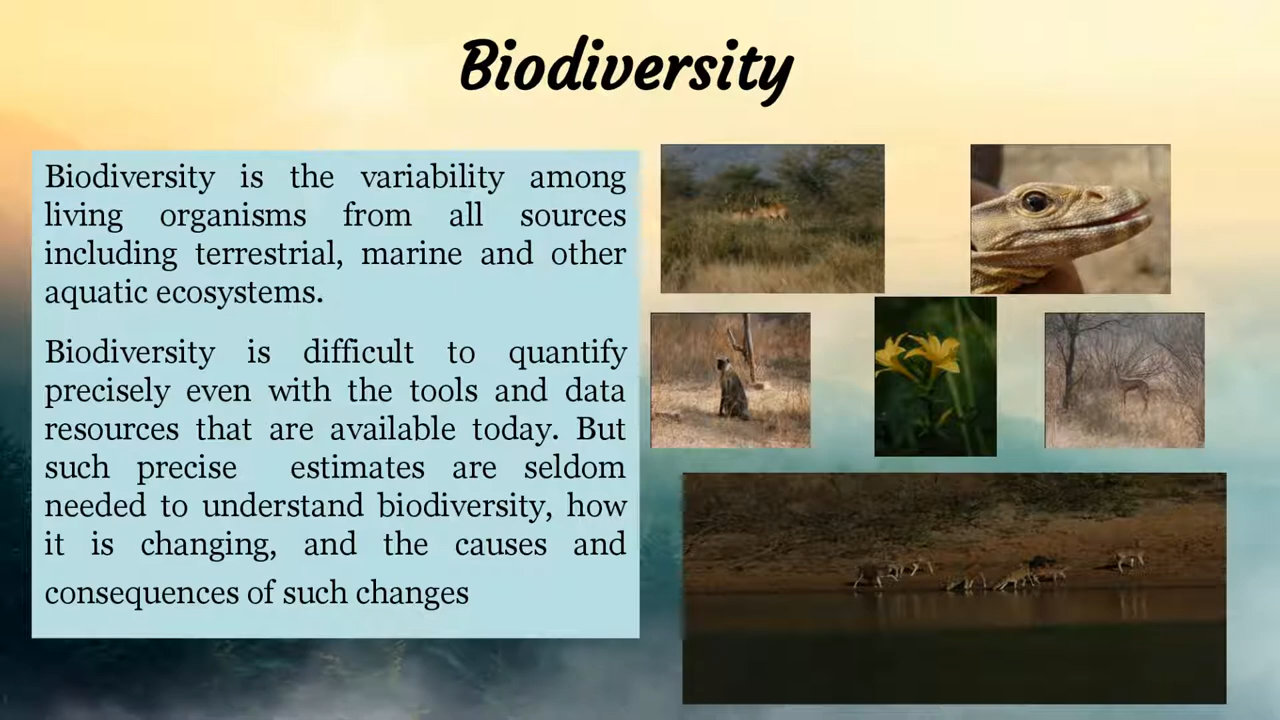 Biodiversity
Biodiversity is the variability among
living organisms from all sources
including terrestrial, marine and other
aquatic ecosystems.
Biodiversity is difficult to quantify
precisely even with the tools and data
resources that are available today. But
such precise estimates are seldom
needed to understand biodiversity, how
it is changing, and the causes and
consequences of such changes